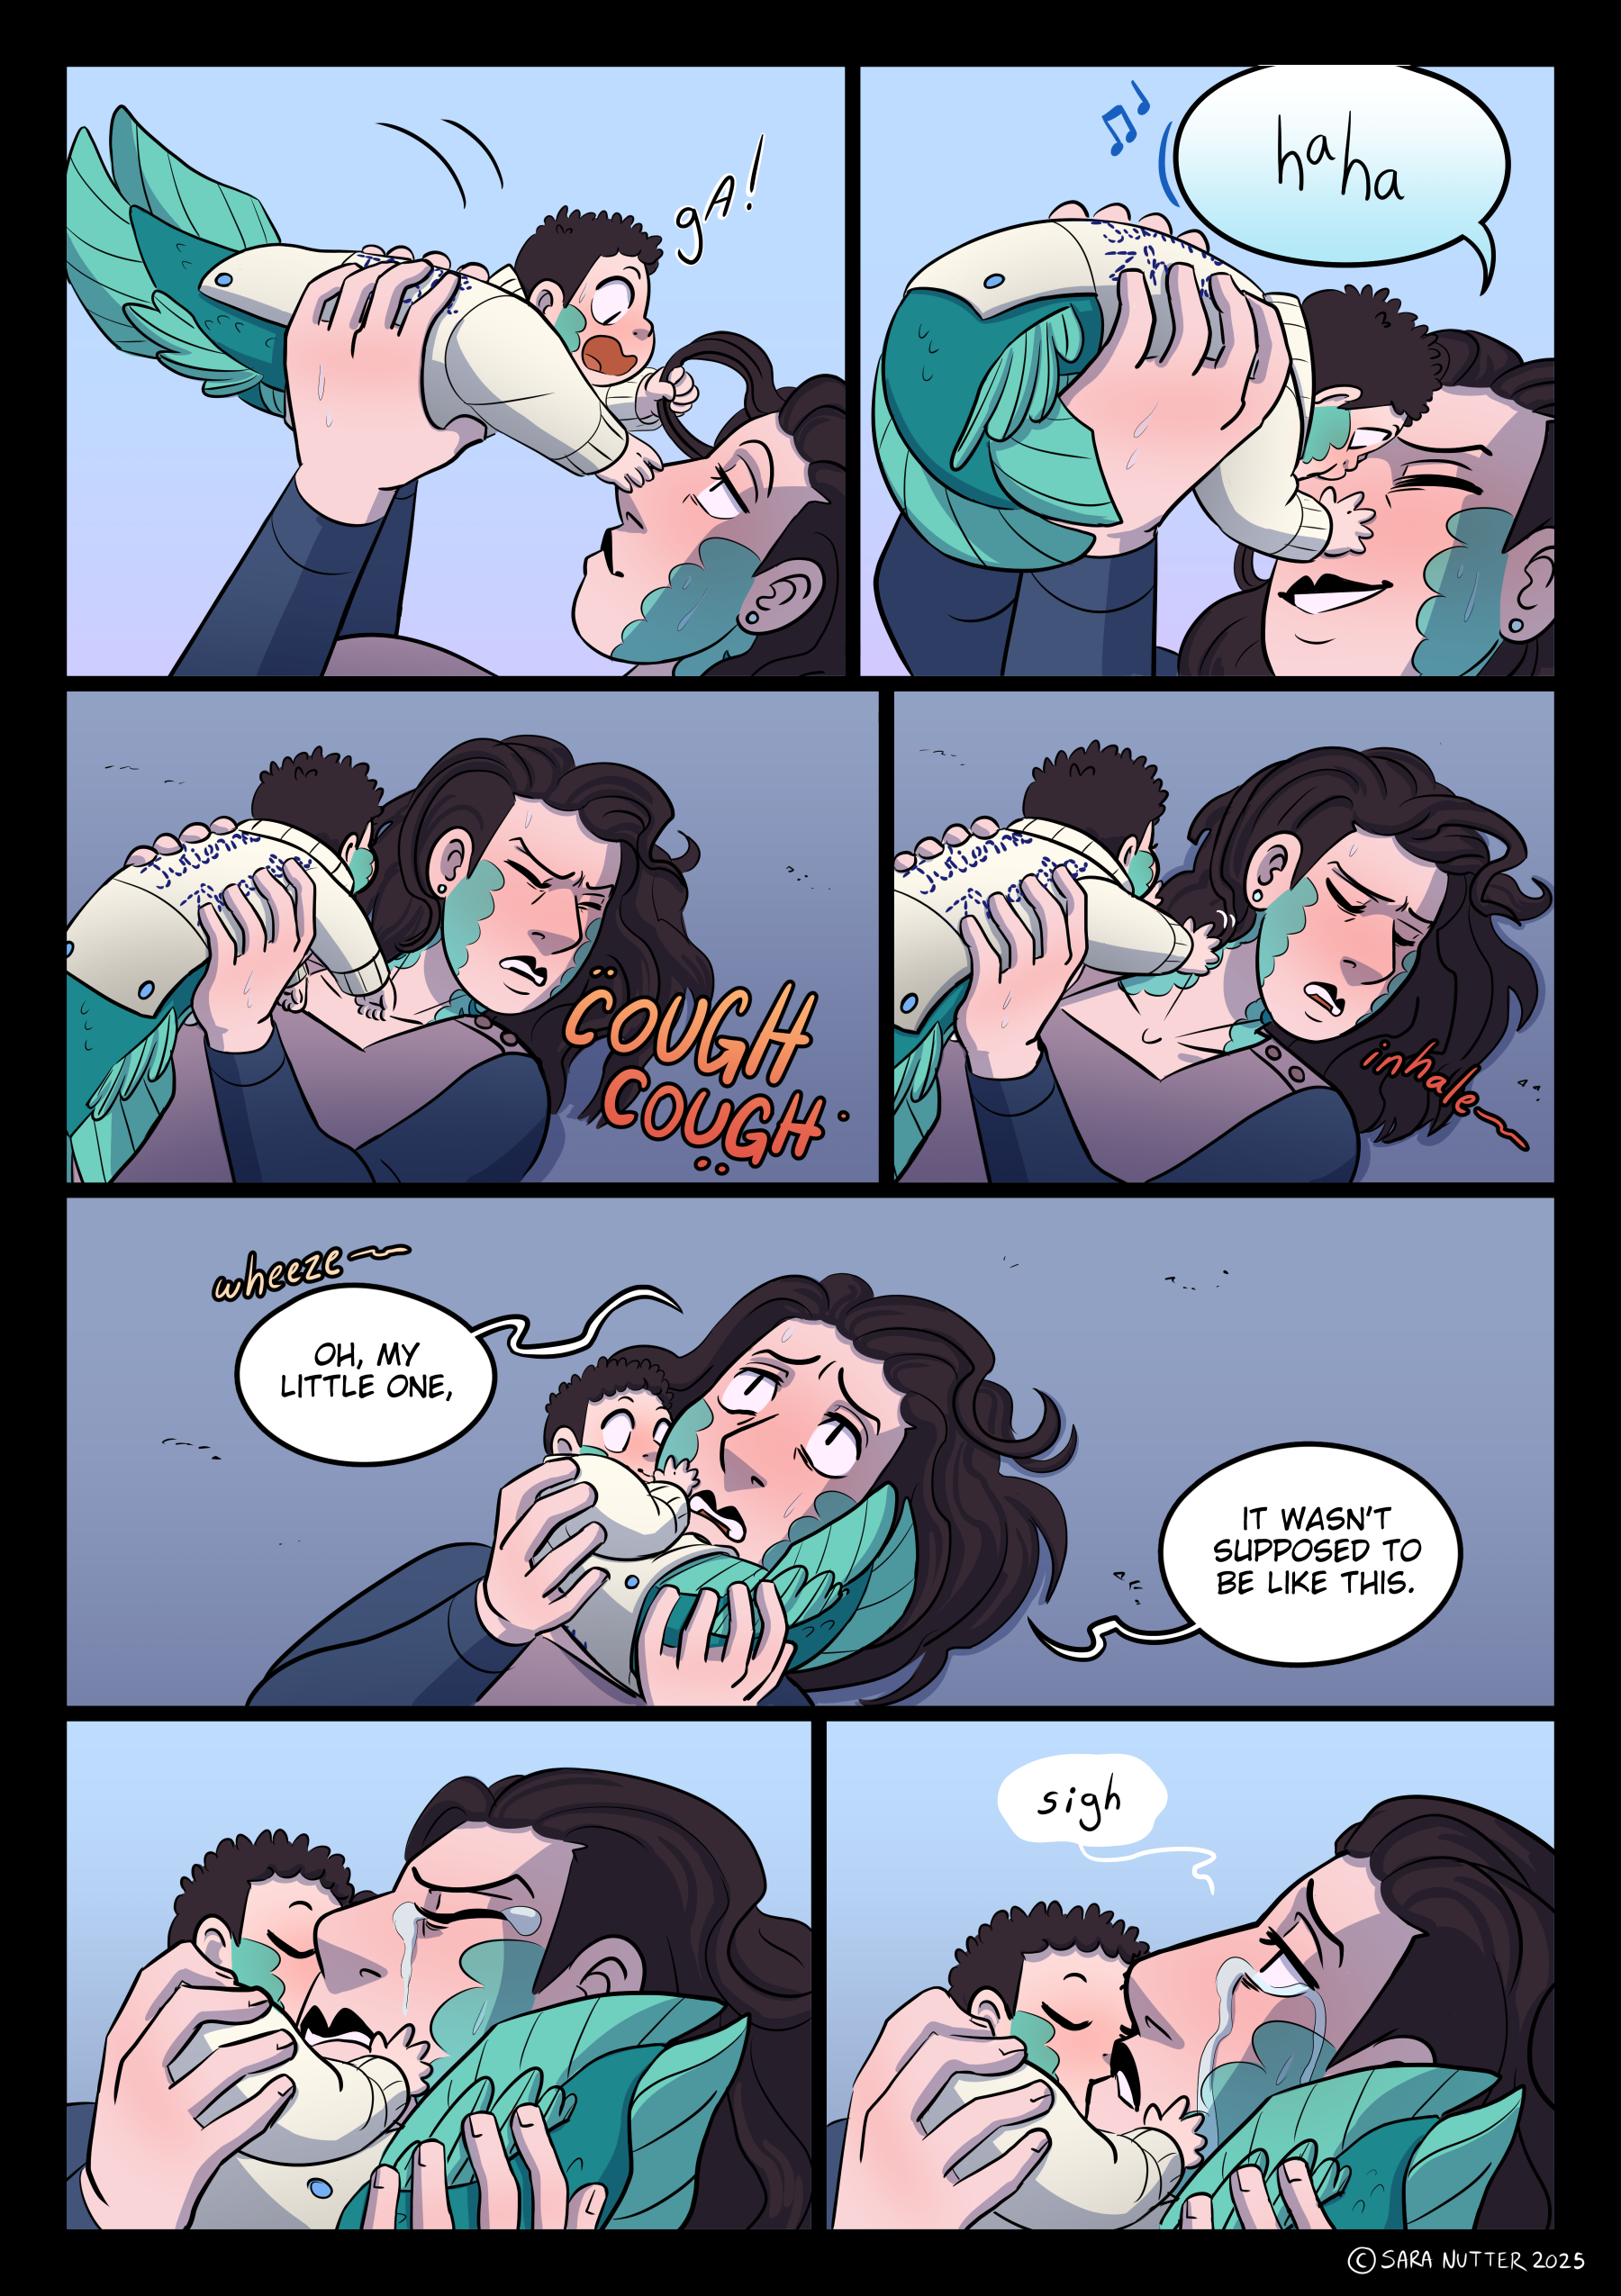 gA!
haha
COUGH
COUGH
inhale
wheeze
OH, MY
LITTLE ONE,
IT WASN'T
SUPPOSED TO
BE LIKE THIS.
sigh
© SARA NUTTER 2025